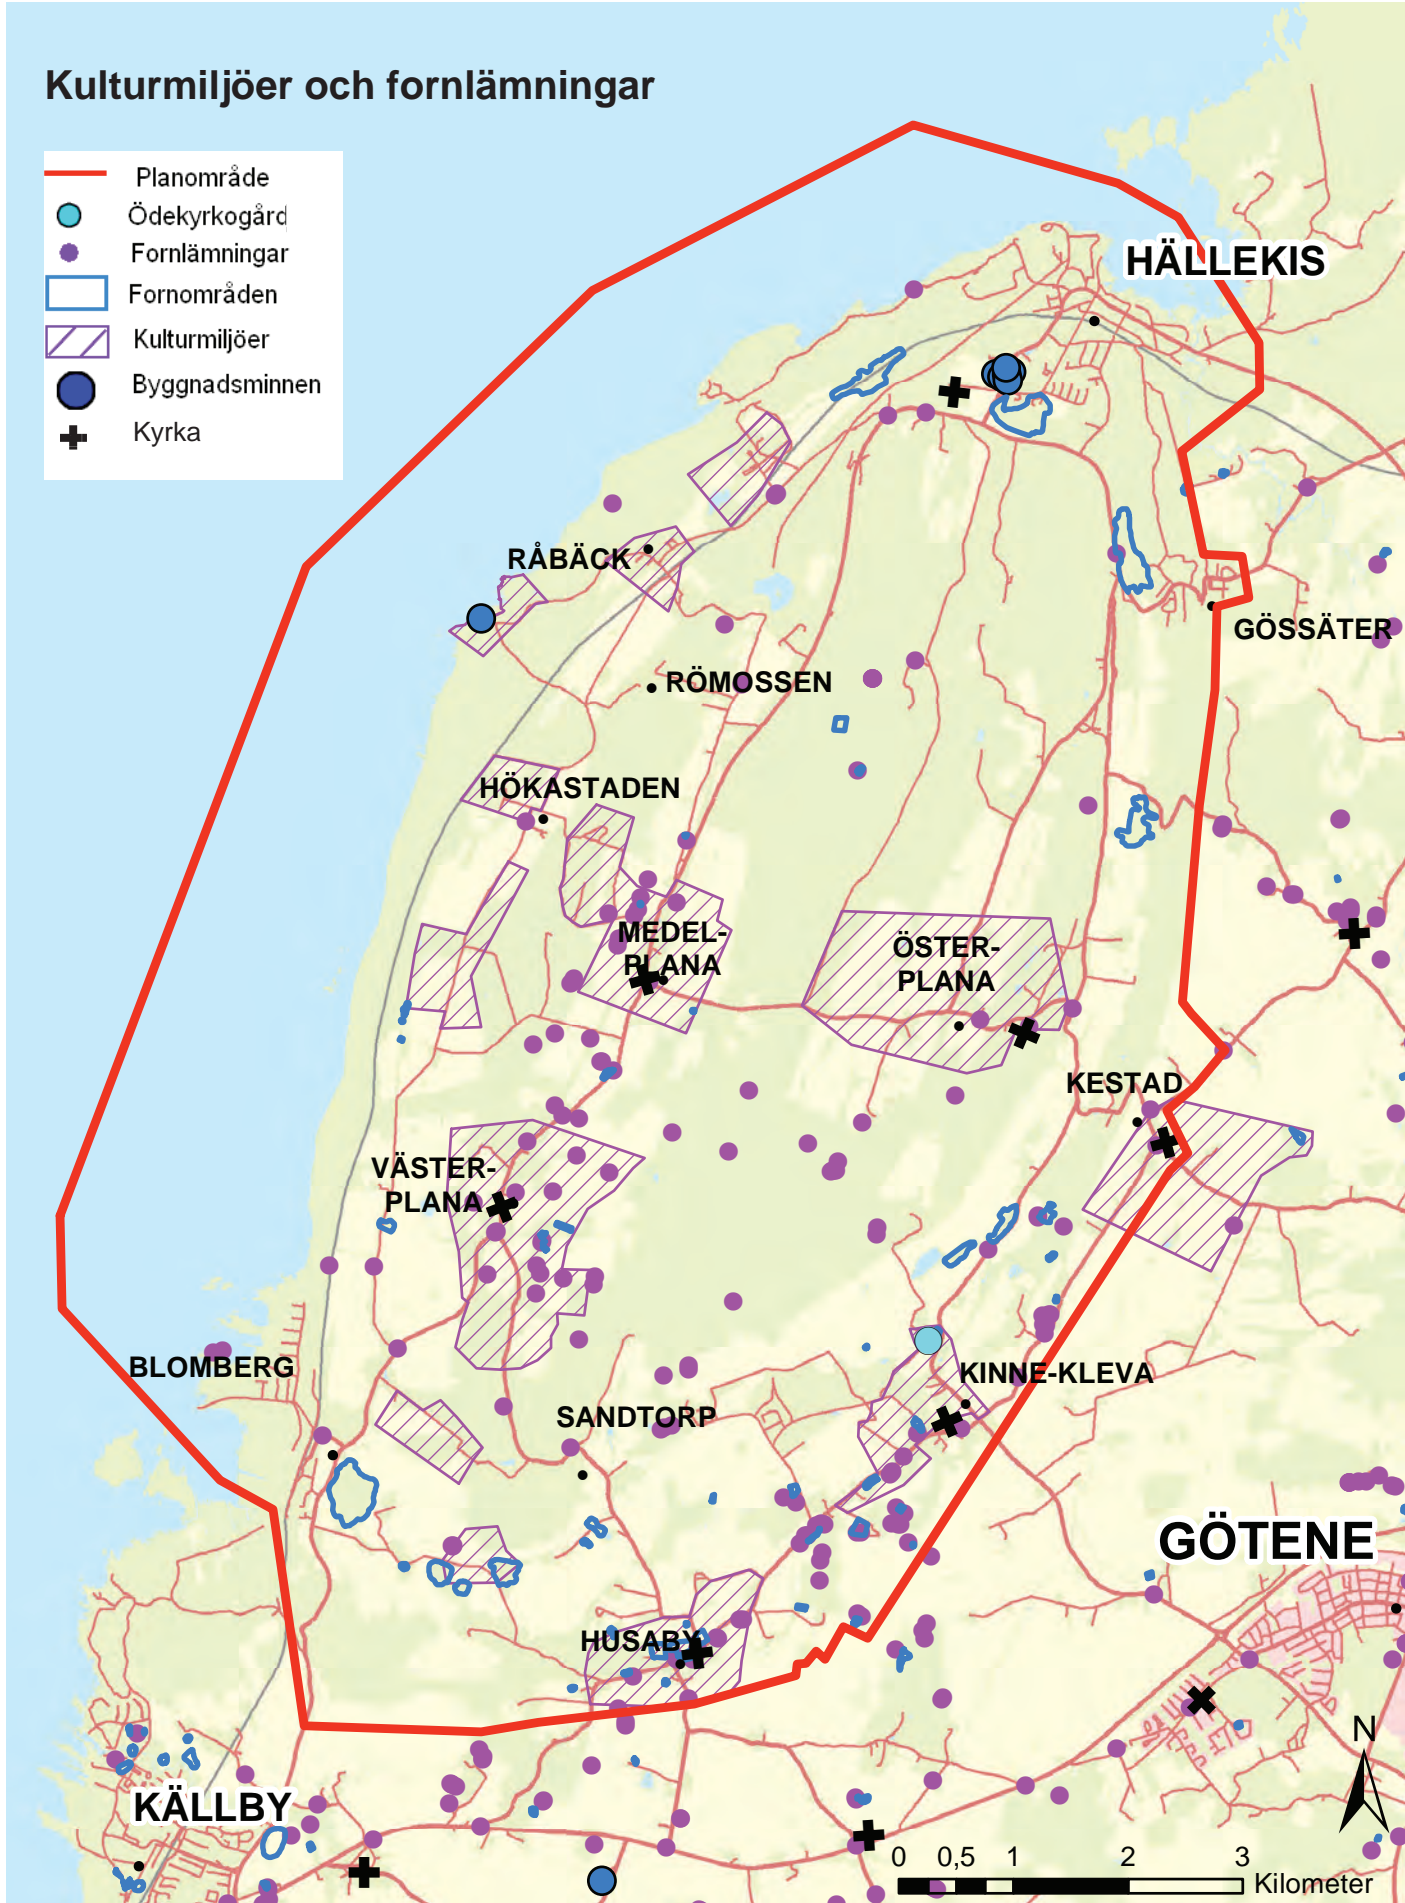 Kulturmiljöer och fornlämningar
Planområde
Ödekyrkogård
Fornlämningar
Fornområden
Kulturmiljöer
Byggnadsminnen
Kyrka
HÄLLEKIS
RÅBÄCK
GÖSSÄTER
RÖMOSSEN
HÖKASTADEN
MEDEL-
PLANA
ÖSTER-
PLANA
KESTAD
VÄSTER-
PLANA
BLOMBERG
KINNE-KLEVA
SANDTORP
GÖTENE
HUSABY
N
KÄLLBY
0 0,5 1 2 3
Kilometer